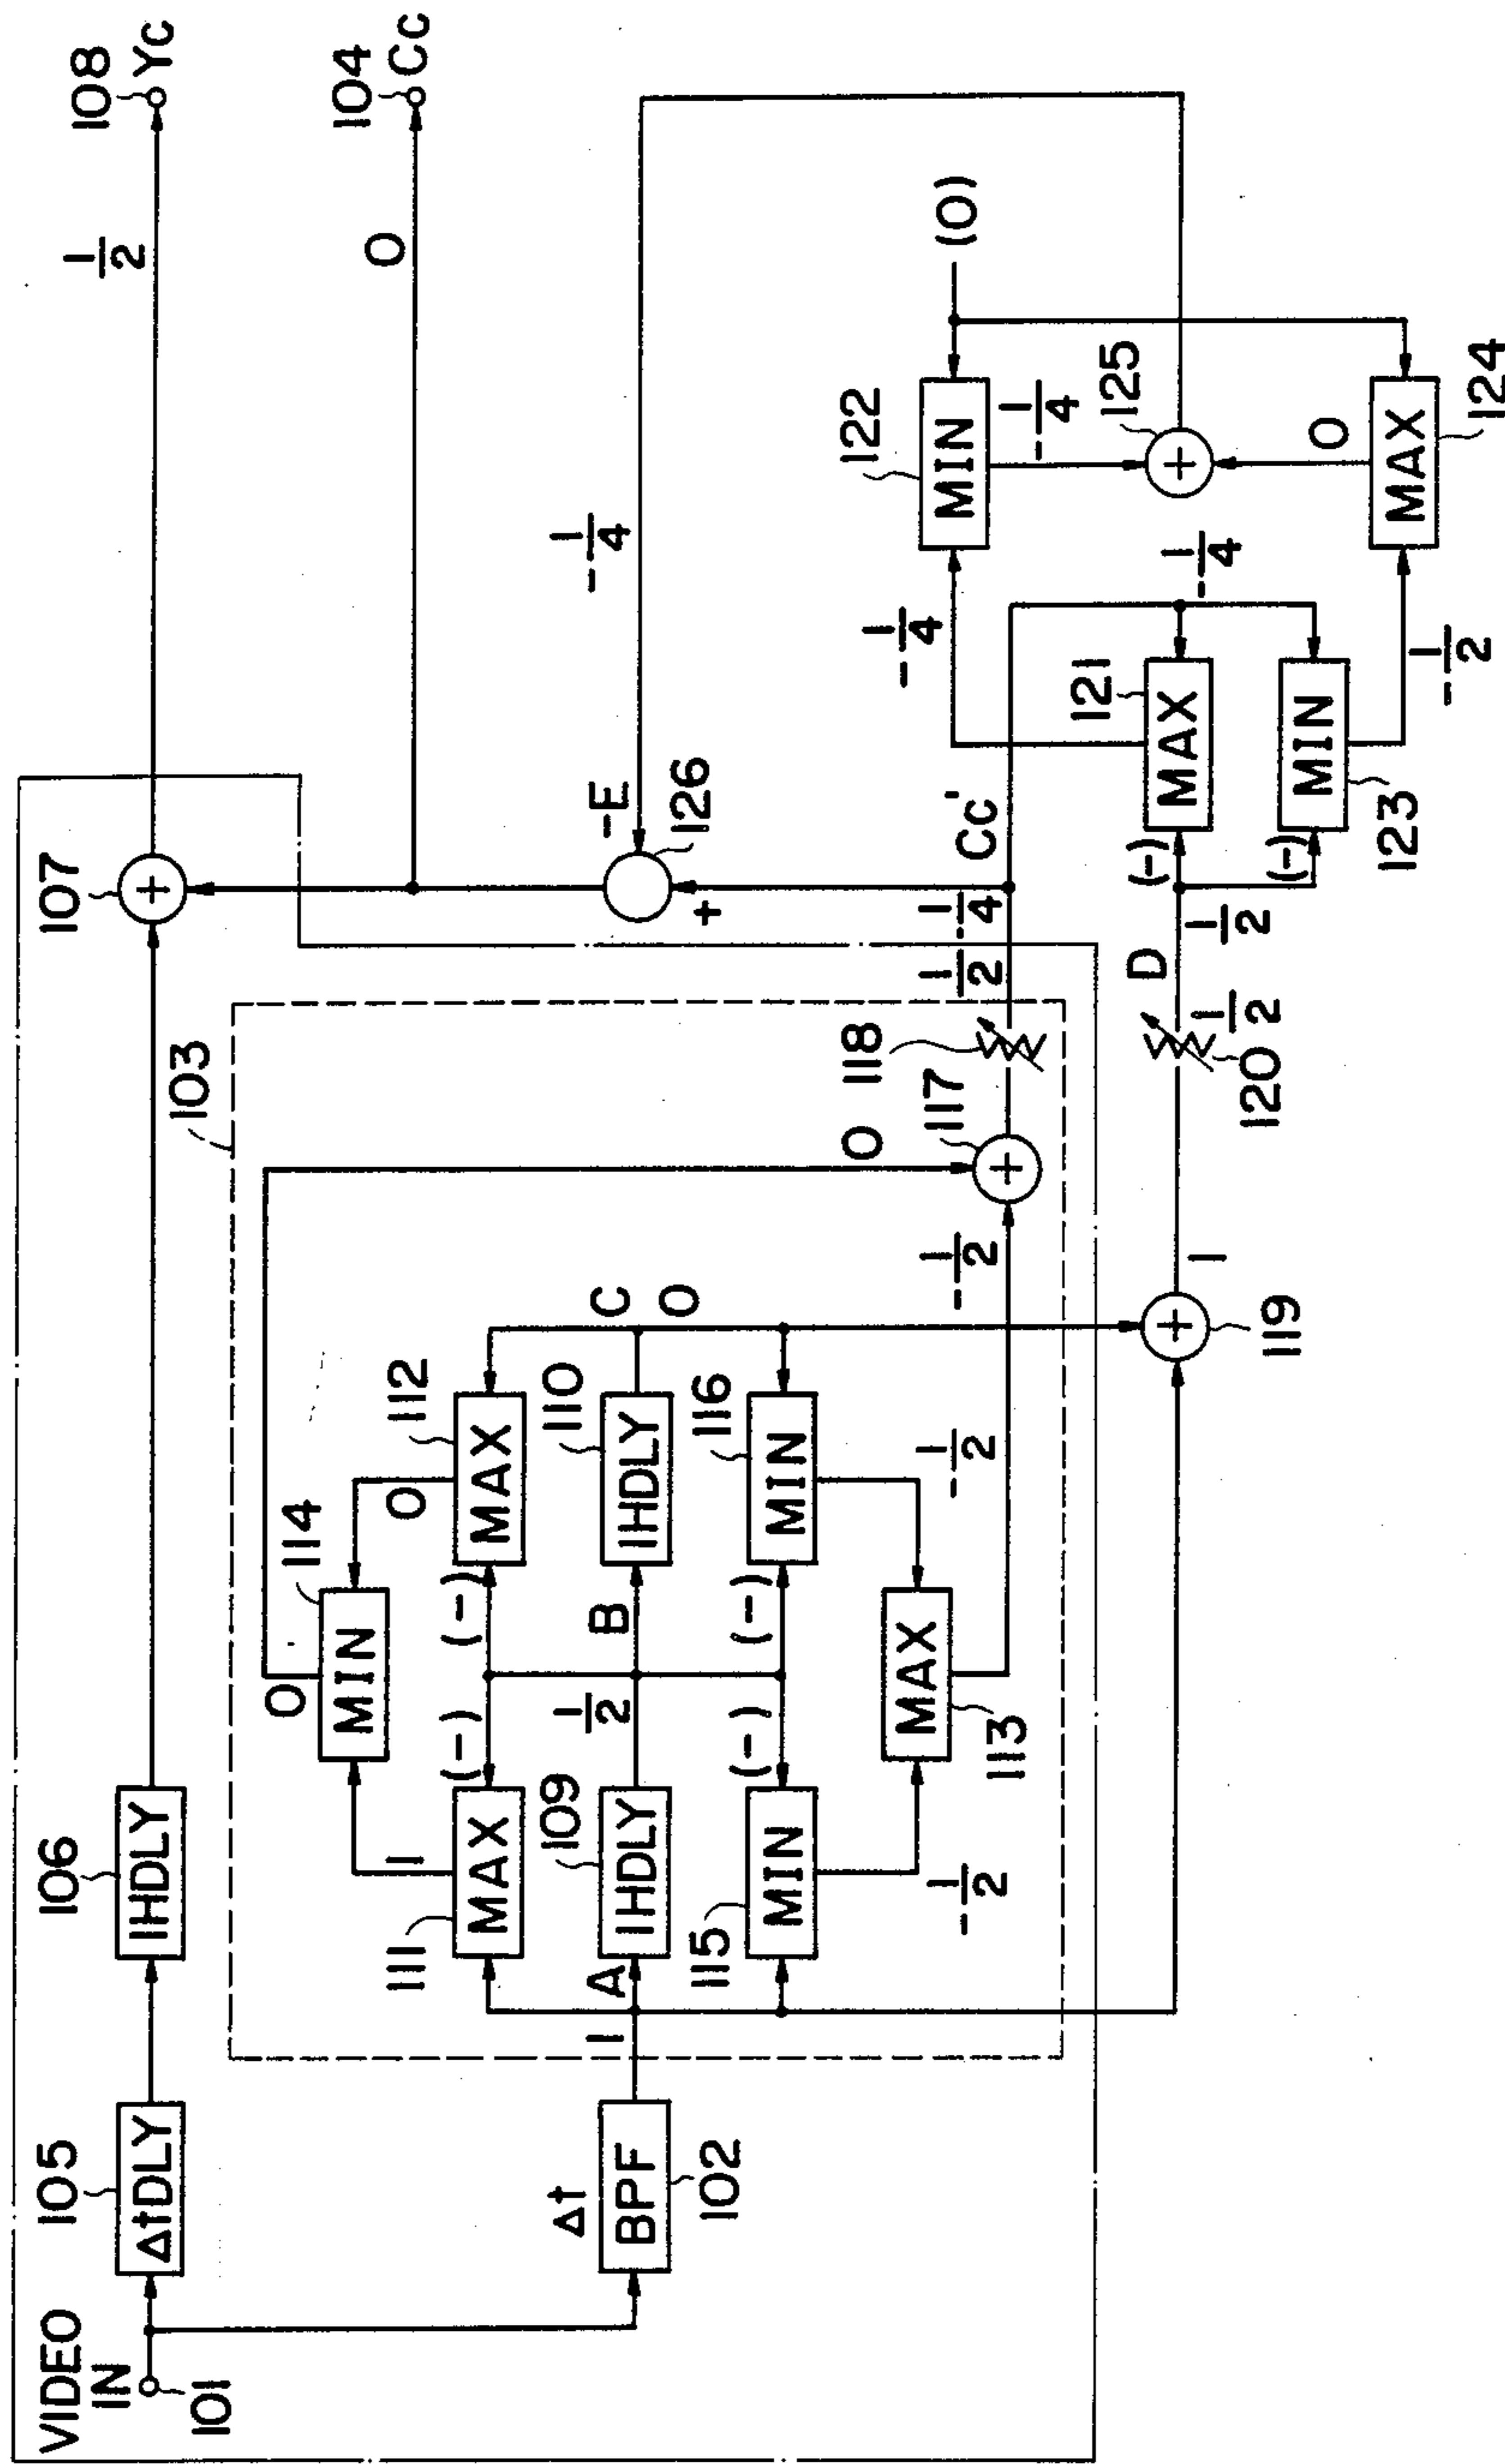 VIDEO
IN
101
105
ΔtDLY
106
1HDLY
107
+
1/2
108
Yc
Δt
BPF
102
103
1
A
111
MAX
1
(-)
109
1HDLY
1/2
B
115
MIN
(-)
-1/2
114
MIN
0
0
(-)
112
MAX
110
1HDLY
C
0
(-)
116
MIN
-1/2
113
MAX
-1/2
0
117
+
118
1/2
-1/4
Cc'
119
+
1
120
1/2
D
1/2
126
+
-E
-1/4
0
104
Cc
(-)
121
MAX
-1/4
(-)
123
MIN
-1/2
-1/4
122
MIN
-1/4
(0)
125
+
0
124
MAX